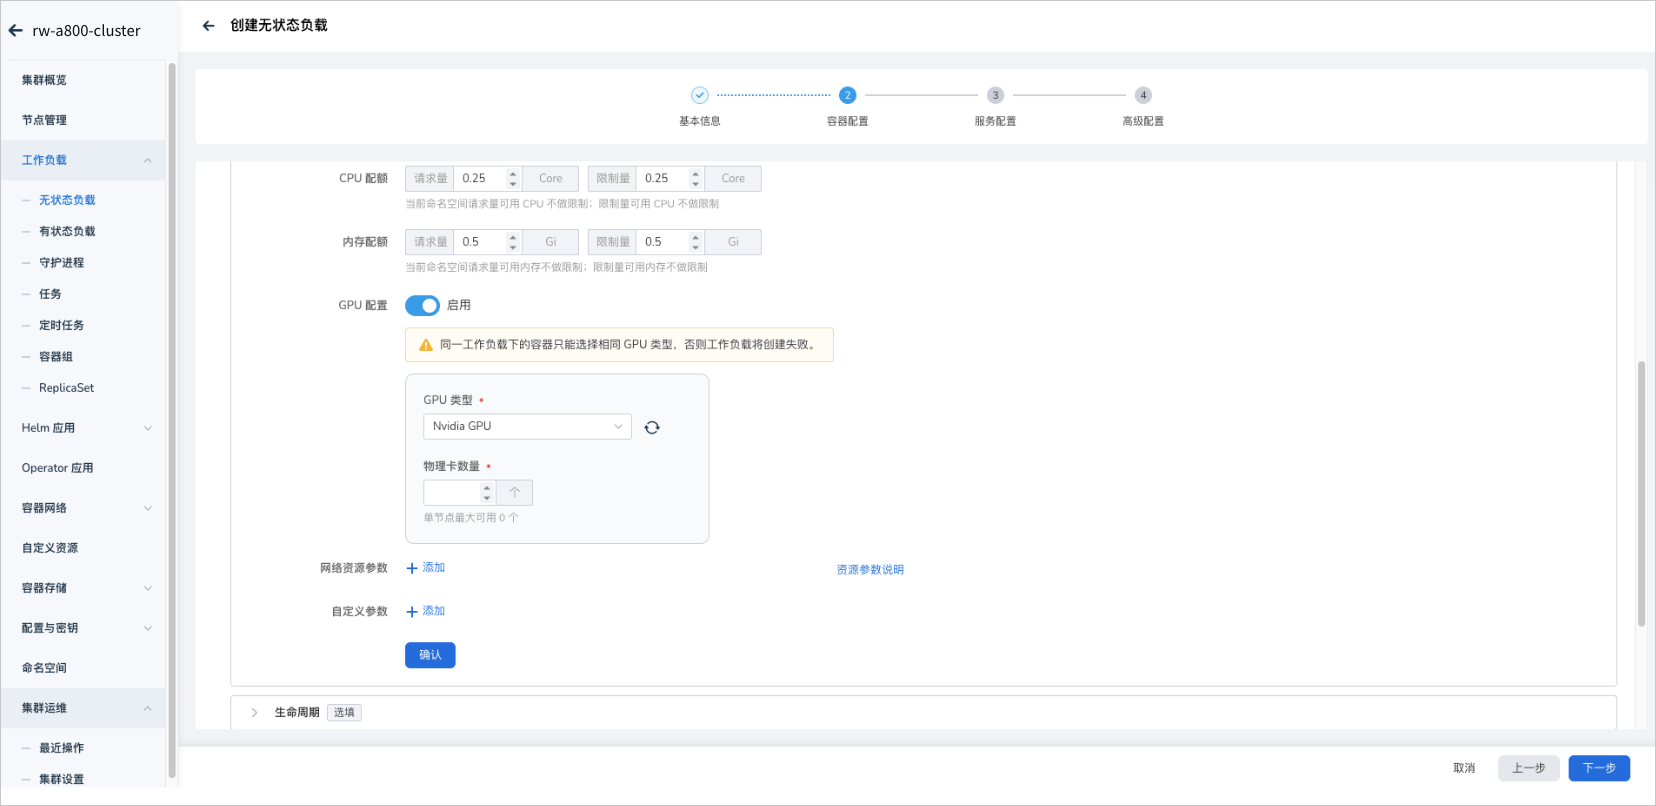 rw-a800-cluster
集群概览
节点管理
工作负载
无状态负载
有状态负载
守护进程
任务
定时任务
容器组
ReplicaSet
Helm 应用
Operator 应用
容器网络
自定义资源
容器存储
配置与密钥
命名空间
集群运维
最近操作
集群设置
创建无状态负载
2 3 4
基本信息 容器配置 服务配置 高级配置
CPU 配额 请求量 0.25 Core 限制量 0.25 Core
当前命名空间请求量可用 CPU 不做限制；限制量可用 CPU 不做限制
内存配额 请求量 0.5 Gi 限制量 0.5 Gi
当前命名空间请求量可用内存不做限制；限制量可用内存不做限制
GPU 配置 启用
同一工作负载下的容器只能选择相同 GPU 类型，否则工作负载将创建失败。
GPU 类型 •
Nvidia GPU
物理卡数量 •
个
单节点最大可用 0 个
网络资源参数 添加 资源参数说明
自定义参数 添加
确认
生命周期 选填
取消 上一步 下一步